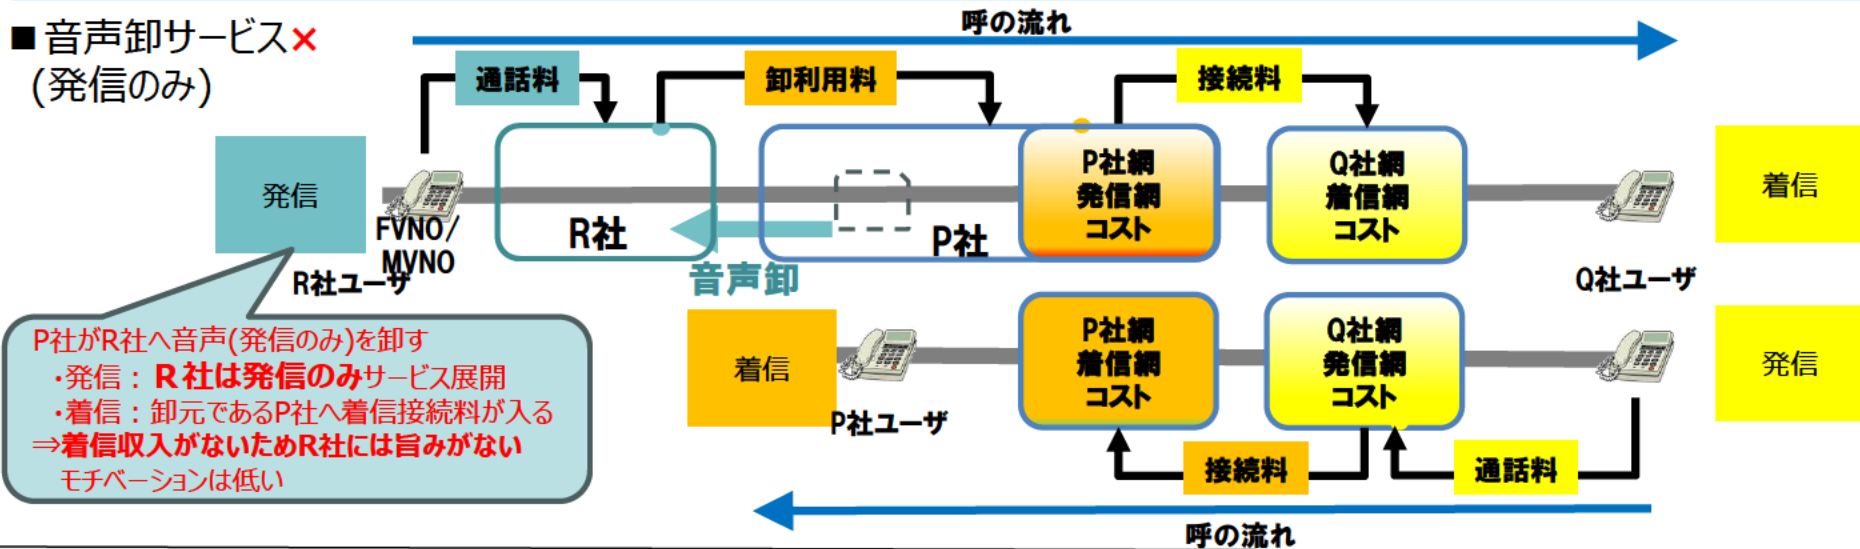 ■音声卸サービス×
(発信のみ)
呼の流れ
通話料
卸利用料
接続料
発信
FVNO/
MVNO
R社ユーザ
R社
音声卸
P社
P社網
発信網
コスト
Q社網
着信網
コスト
Q社ユーザ
着信
P社がR社へ音声(発信のみ)を卸す
・発信：R社は発信のみサービス展開
・着信：卸元であるP社へ着信接続料が入る
⇒着信収入がないためR社には旨みがない
モチベーションは低い
着信
P社ユーザ
P社網
着信網
コスト
Q社網
発信網
コスト
発信
接続料
通話料
呼の流れ